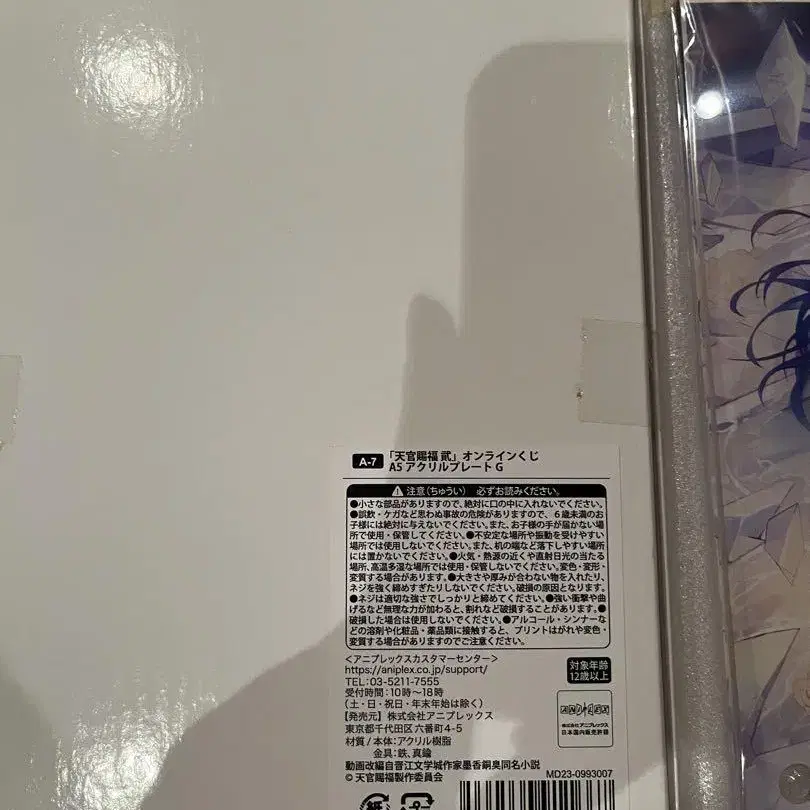 A-7 「天官賜福 貮」オンラインくじ
A5 アクリルプレート G
注意(ちゅうい) 必ずお読みください。
●小さな部品がありますので、絶対に口の中に入れないでください。
●誤飲・ケガなど思わぬ事故の危険がありますので、6歳未満のお
子様には絶対に与えないでください。また、お子様の手が届かない場
所で使用・保管してください。●不安定な場所や振動を受けやすい
場所では使用しないでください。また、机の端など落下しやすい場所
には置かないでください。●火気・熱源の近くや直射日光の当たる
場所、高温多湿な場所では使用・保管しないでください。変色・変形・
変質する場合があります。●大きさや厚みが合わない物を入れたり、
ネジを強く締めすぎたりしないでください。破損の原因となります。
●ネジは適切な強さでしっかりと締めてください。●強い衝撃や曲
げるなど無理な力が加わると、割れなど破損することがあります。●
破損した場合は使用しないでください。●アルコール・シンナーな
どの溶剤や化粧品・薬品類に接触すると、プリントはがれや変色・
変質する場合がありますのでご注意ください。
<アニプレックスカスタマーセンター>
https://aniplex.co.jp/support/
TEL:03-5211-7555
受付時間:10時～18時
(土・日・祝日・年末年始は除く)
【発売元】株式会社アニプレックス
東京都千代田区六番町4-5
材質/本体:アクリル樹脂
金具:鉄、真鍮
動画改編自晋江文学城作家墨香銅臭同名小説
© 天官賜福製作委員会
対象年齢
12歳以上
ANIPLEX
株式会社アニプレックス
日本国内販売許諾
MD23-0993007
紙